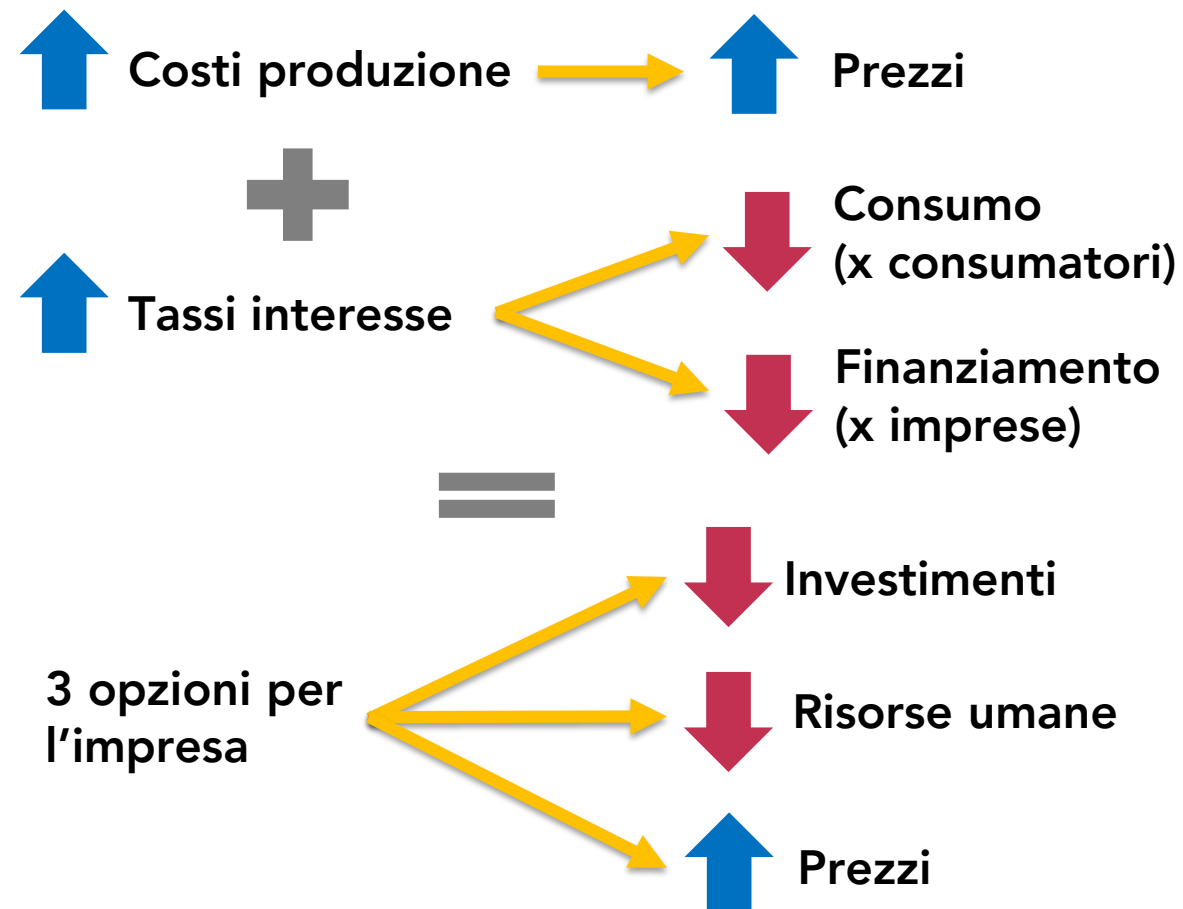 Costi produzione
Prezzi
Consumo
(x consumatori)
Tassi interesse
Finanziamento
(x imprese)
Investimenti
3 opzioni per
l’impresa
Risorse umane
Prezzi